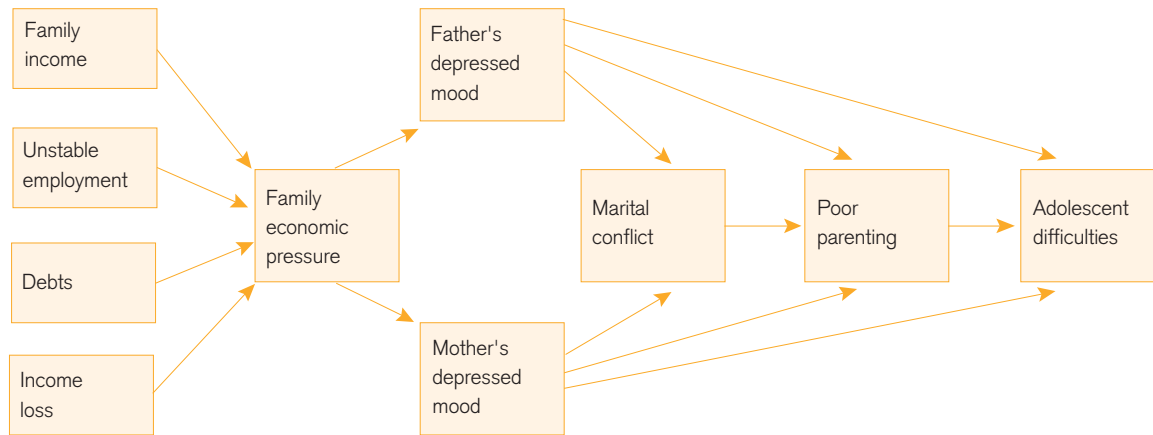 Family
income
Unstable
employment
Debts
Income
loss
Family
economic
pressure
Father's
depressed
mood
Mother's
depressed
mood
Marital
conflict
Poor
parenting
Adolescent
difficulties